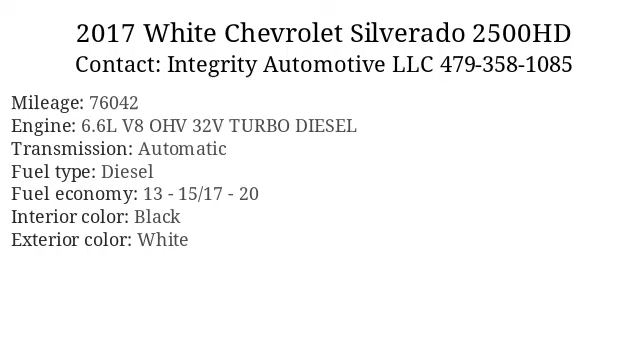 2017 White Chevrolet Silverado 2500HD
Contact: Integrity Automotive LLC 479-358-1085
Mileage: 76042
Engine: 6.6L V8 OHV 32V TURBO DIESEL
Transmission: Automatic
Fuel type: Diesel
Fuel economy: 13 - 15/17 - 20
Interior color: Black
Exterior color: White